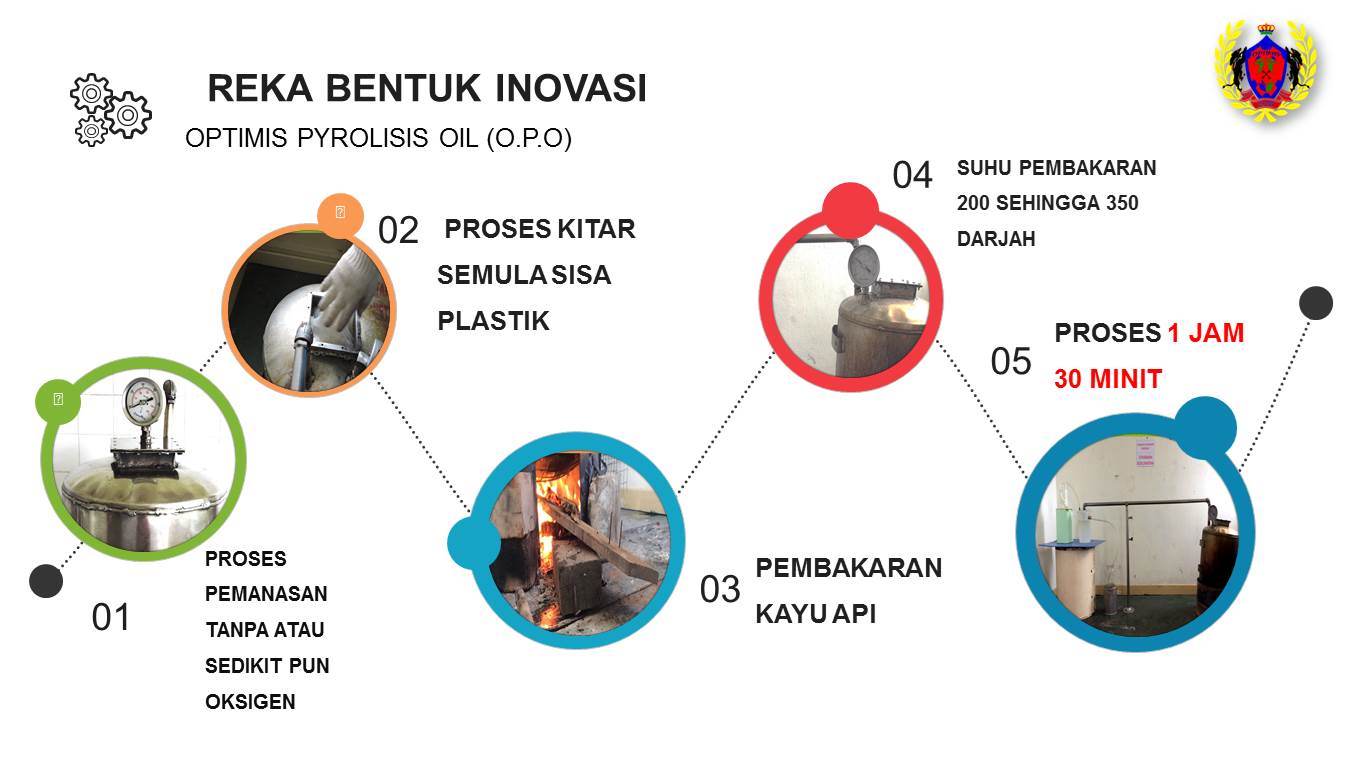 REKA BENTUK INOVASI
OPTIMIS PYROLISIS OIL (O.P.O)
01
PROSES
PEMANASAN
TANPA ATAU
SEDIKIT PUN
OKSIGEN
02
PROSES KITAR
SEMULA SISA
PLASTIK
03
PEMBAKARAN
KAYU API
04
SUHU PEMBAKARAN
200 SEHINGGA 350
DARJAH
05
PROSES 1 JAM
30 MINIT